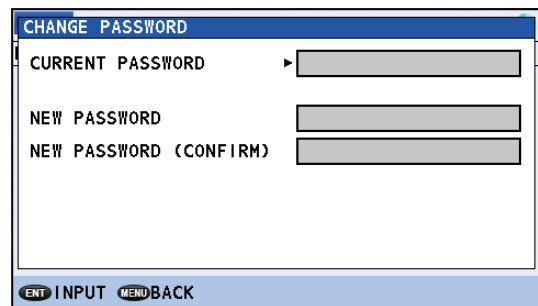 CHANGE PASSWORD
CURRENT PASSWORD ▶
NEW PASSWORD
NEW PASSWORD (CONFIRM)
ENT INPUT MENU BACK